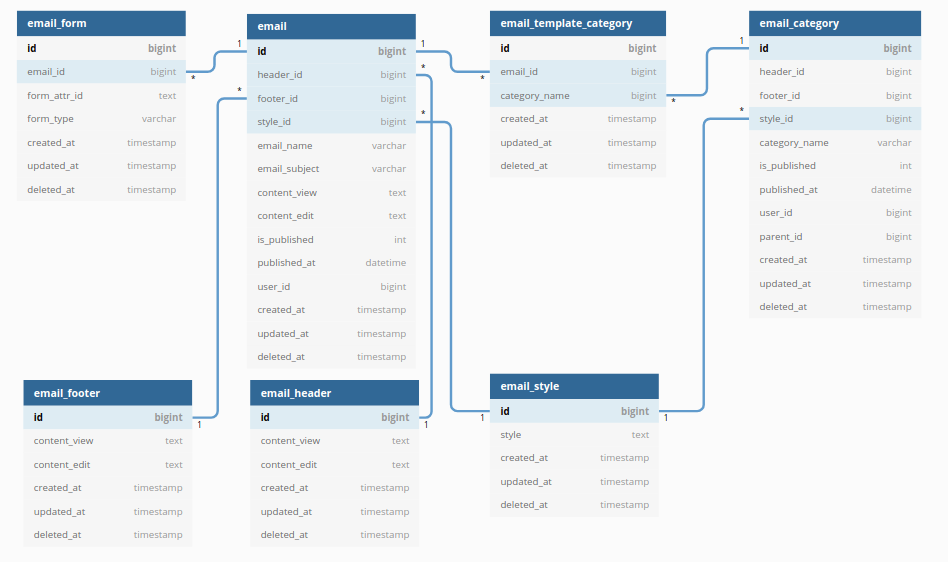 email_form
id bigint
email_id bigint
form_attr_id text
form_type varchar
created_at timestamp
updated_at timestamp
deleted_at timestamp
1
*
email
id bigint
header_id bigint
footer_id bigint
style_id bigint
email_name varchar
email_subject varchar
content_view text
content_edit text
is_published int
published_at datetime
user_id bigint
created_at timestamp
updated_at timestamp
deleted_at timestamp
*
1
*
*
*
email_template_category
id bigint
email_id bigint
category_name bigint
created_at timestamp
updated_at timestamp
deleted_at timestamp
*
1
*
email_category
id bigint
header_id bigint
footer_id bigint
style_id bigint
category_name varchar
is_published int
published_at datetime
user_id bigint
parent_id bigint
created_at timestamp
updated_at timestamp
deleted_at timestamp
email_footer
id bigint
content_view text
content_edit text
created_at timestamp
updated_at timestamp
deleted_at timestamp
1
email_header
id bigint
content_view text
content_edit text
created_at timestamp
updated_at timestamp
deleted_at timestamp
1
1
email_style
id bigint
style text
created_at timestamp
updated_at timestamp
deleted_at timestamp
1